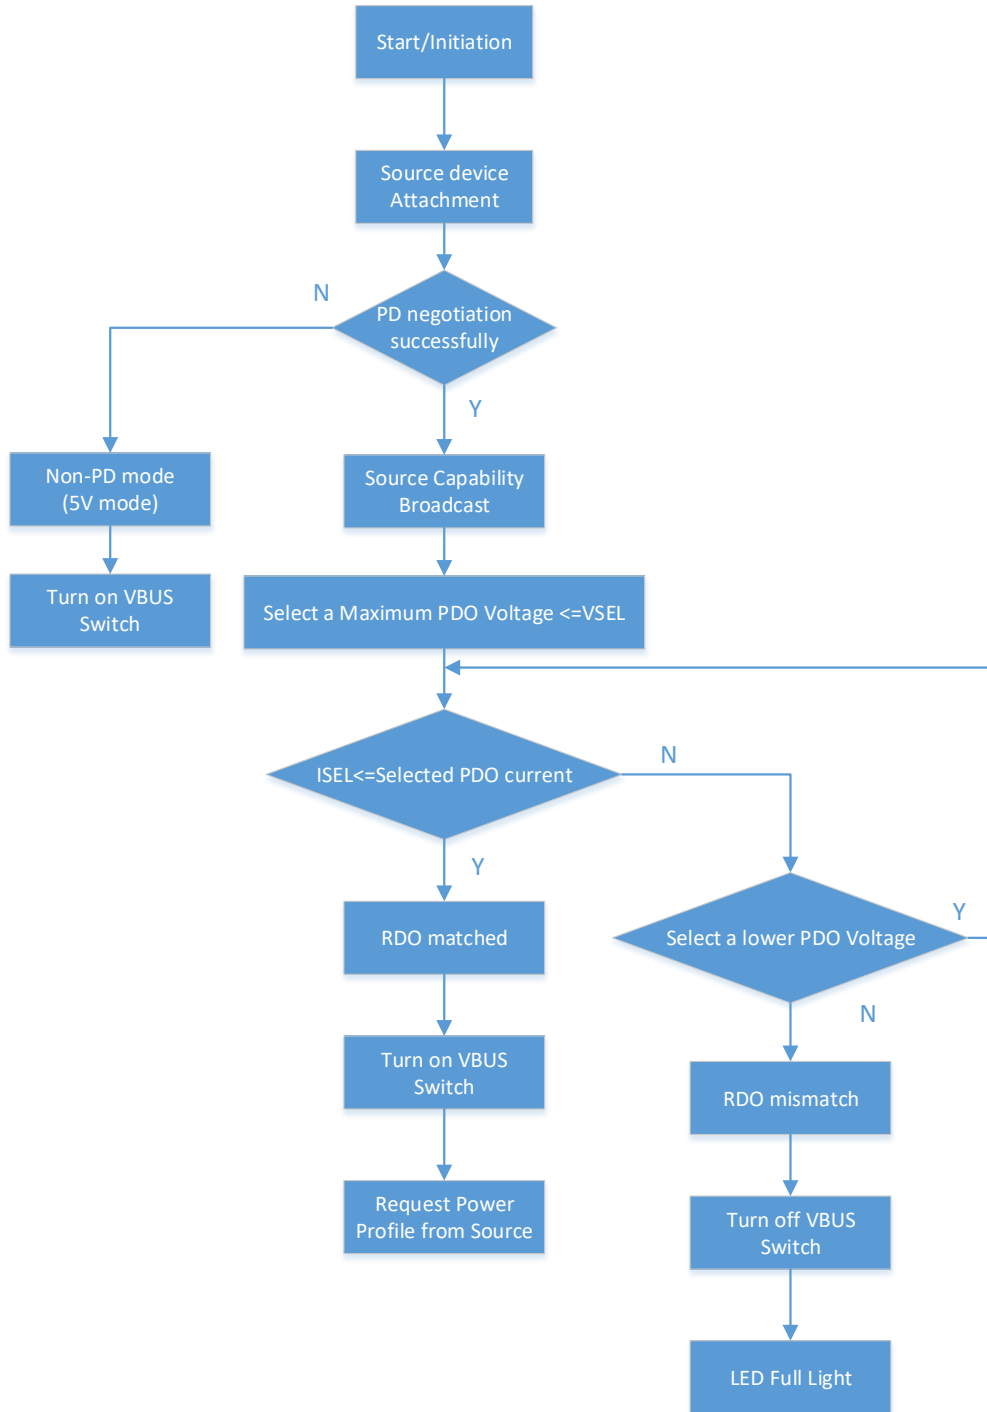 Start/Initiation
Source device
Attachment
N
PD negotiation
successfully
Y
Non-PD mode
(5V mode)
Source Capability
Broadcast
Turn on VBUS
Switch
Select a Maximum PDO Voltage <=VSEL
ISEL<=Selected PDO current
N
Y
RDO matched
Select a lower PDO Voltage
Y
N
Turn on VBUS
Switch
RDO mismatch
Request Power
Profile from Source
Turn off VBUS
Switch
LED Full Light